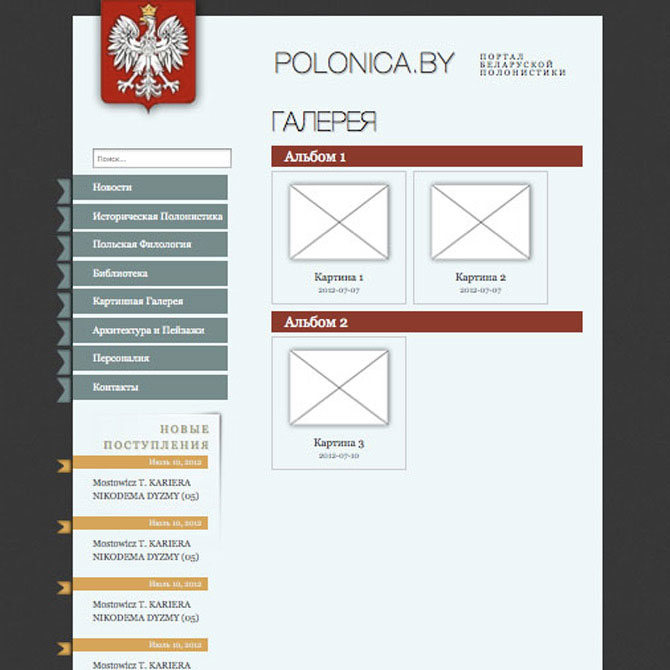 POLONICA.BY
ПОРТАЛ
БЕЛАРУСКОЙ
ПОЛОНИСТИКИ
ГАЛЕРЕЯ
Поиск...
Новости
Историческая Полонистика
Польская Филология
Библиотека
Картинная Галерея
Архитектура и Пейзажи
Персоналия
Контакты
НОВЫЕ
ПОСТУПЛЕНИЯ
Июль 10, 2012
Mostowicz T. KARIERA
NIKODEMA DYZMY (05)
Июль 10, 2012
Mostowicz T. KARIERA
NIKODEMA DYZMY (05)
Июль 10, 2012
Mostowicz T. KARIERA
NIKODEMA DYZMY (05)
Июль 10, 2012
Mostowicz T. KARIERA
Альбом 1
Картина 1
2012-07-07
Картина 2
2012-07-07
Альбом 2
Картина 3
2012-07-10